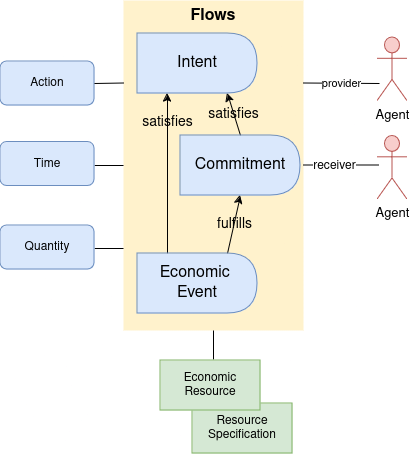 Flows
Intent
Action
provider
Agent
satisfies
satisfies
Time
Commitment
receiver
Agent
fulfills
Quantity
Economic
Event
Economic
Resource
Resource
Specification